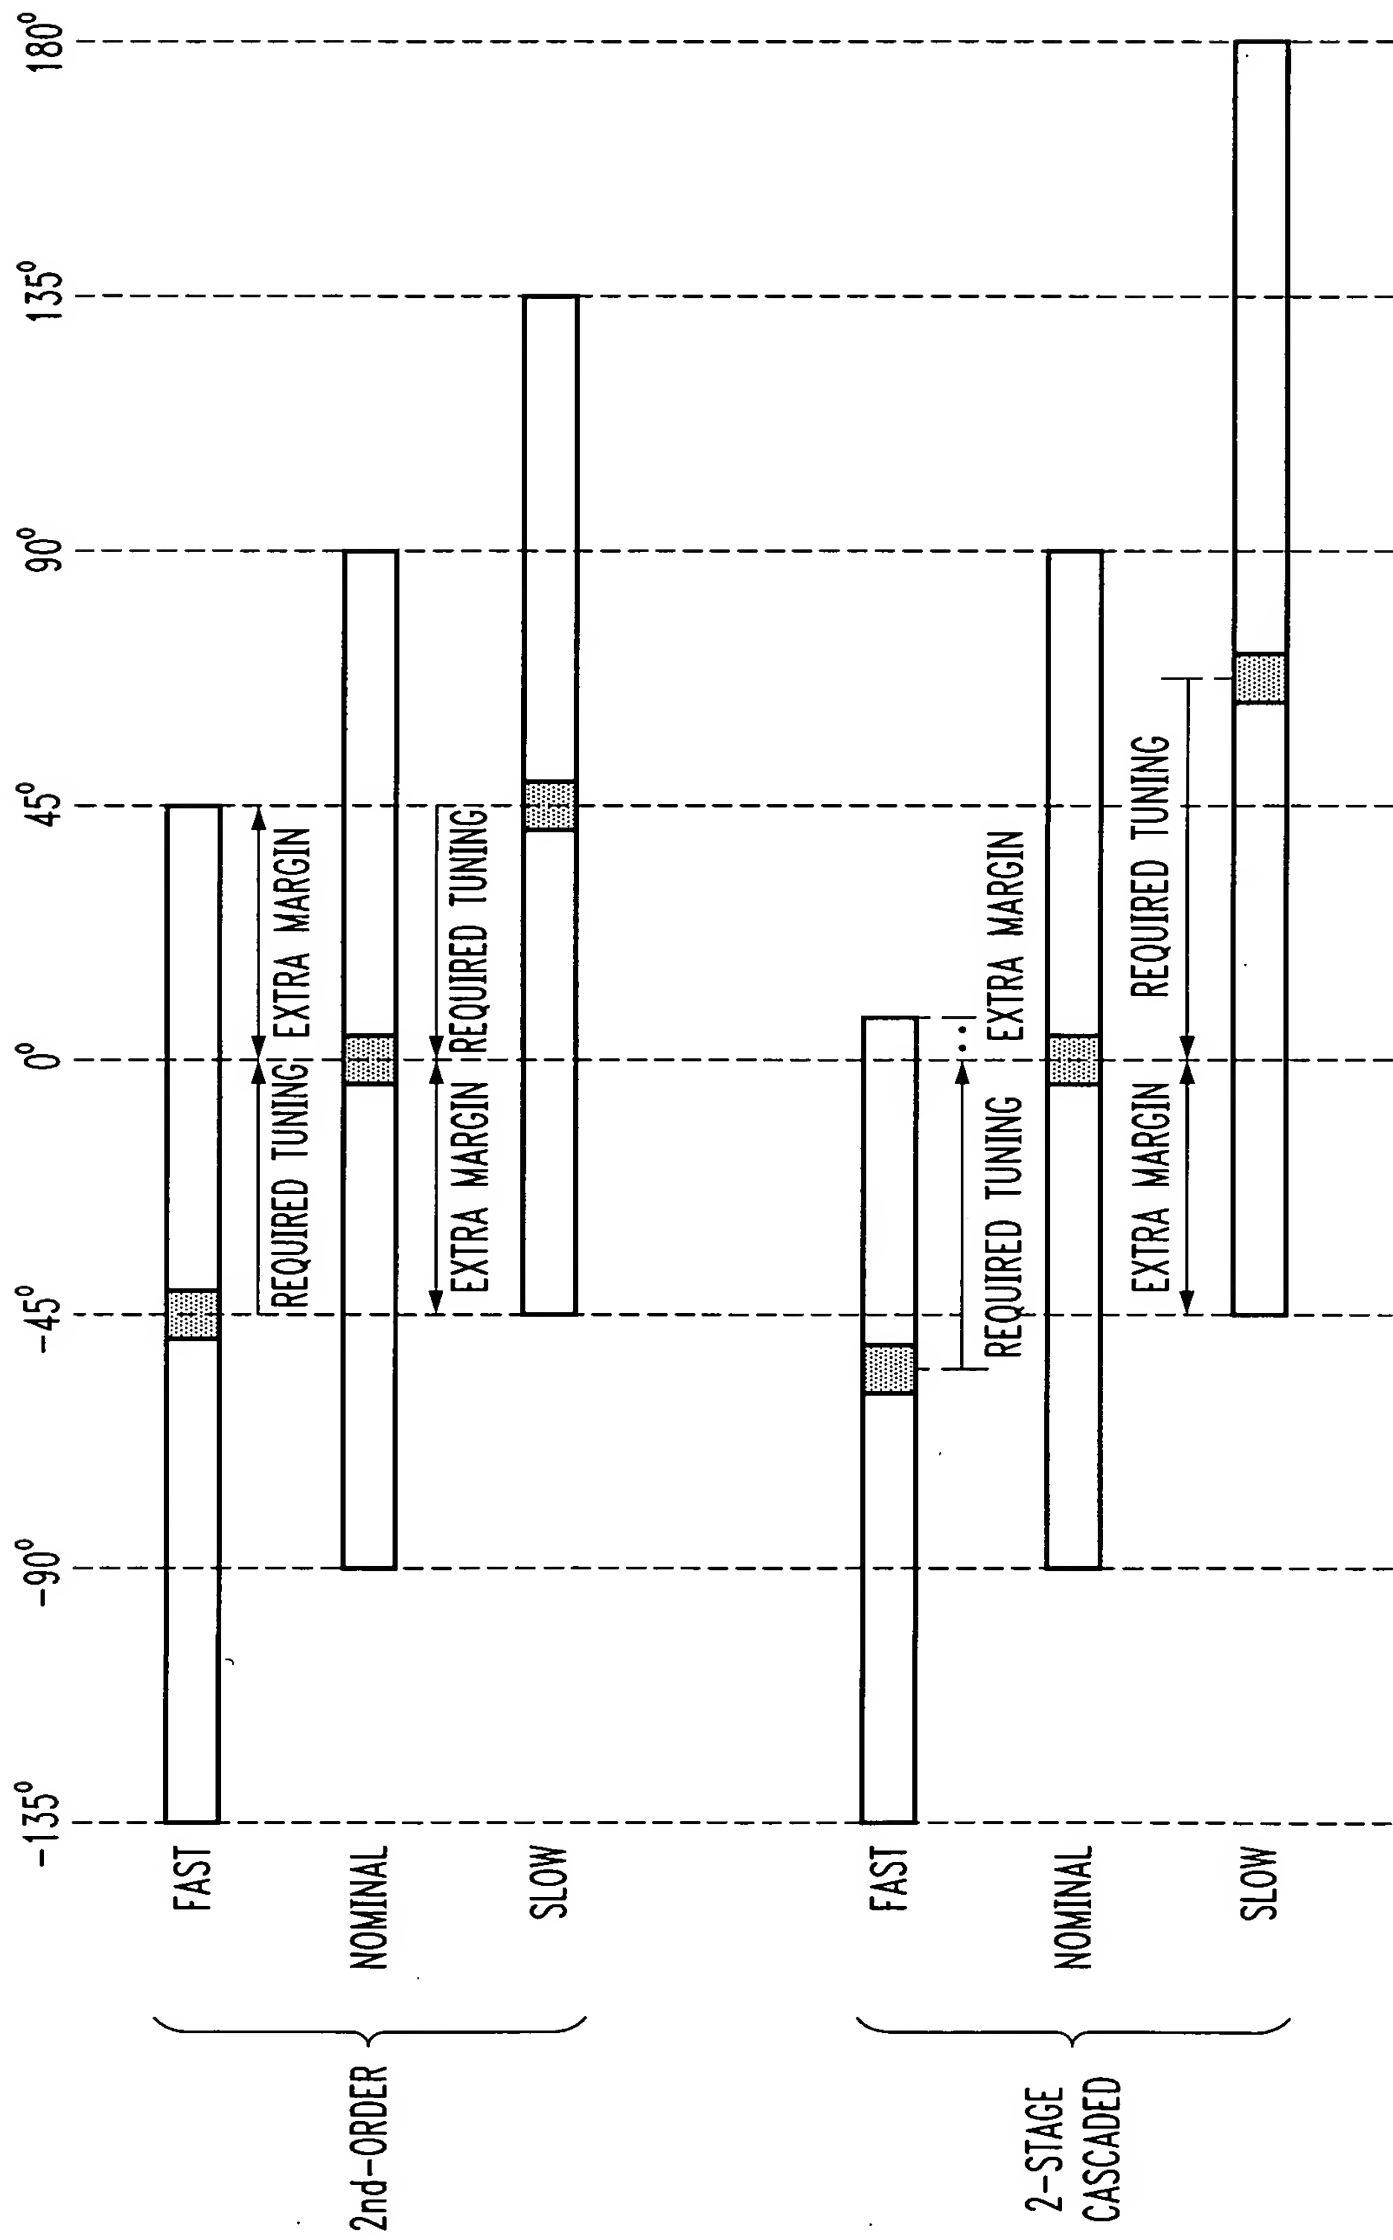 -135° -90° -45° 0° 45° 90° 135° 180°
2nd-ORDER
FAST
REQUIRED TUNING EXTRA MARGIN
NOMINAL
EXTRA MARGIN REQUIRED TUNING
SLOW
2-STAGE
CASCADED
FAST
REQUIRED TUNING EXTRA MARGIN
NOMINAL
EXTRA MARGIN REQUIRED TUNING
SLOW